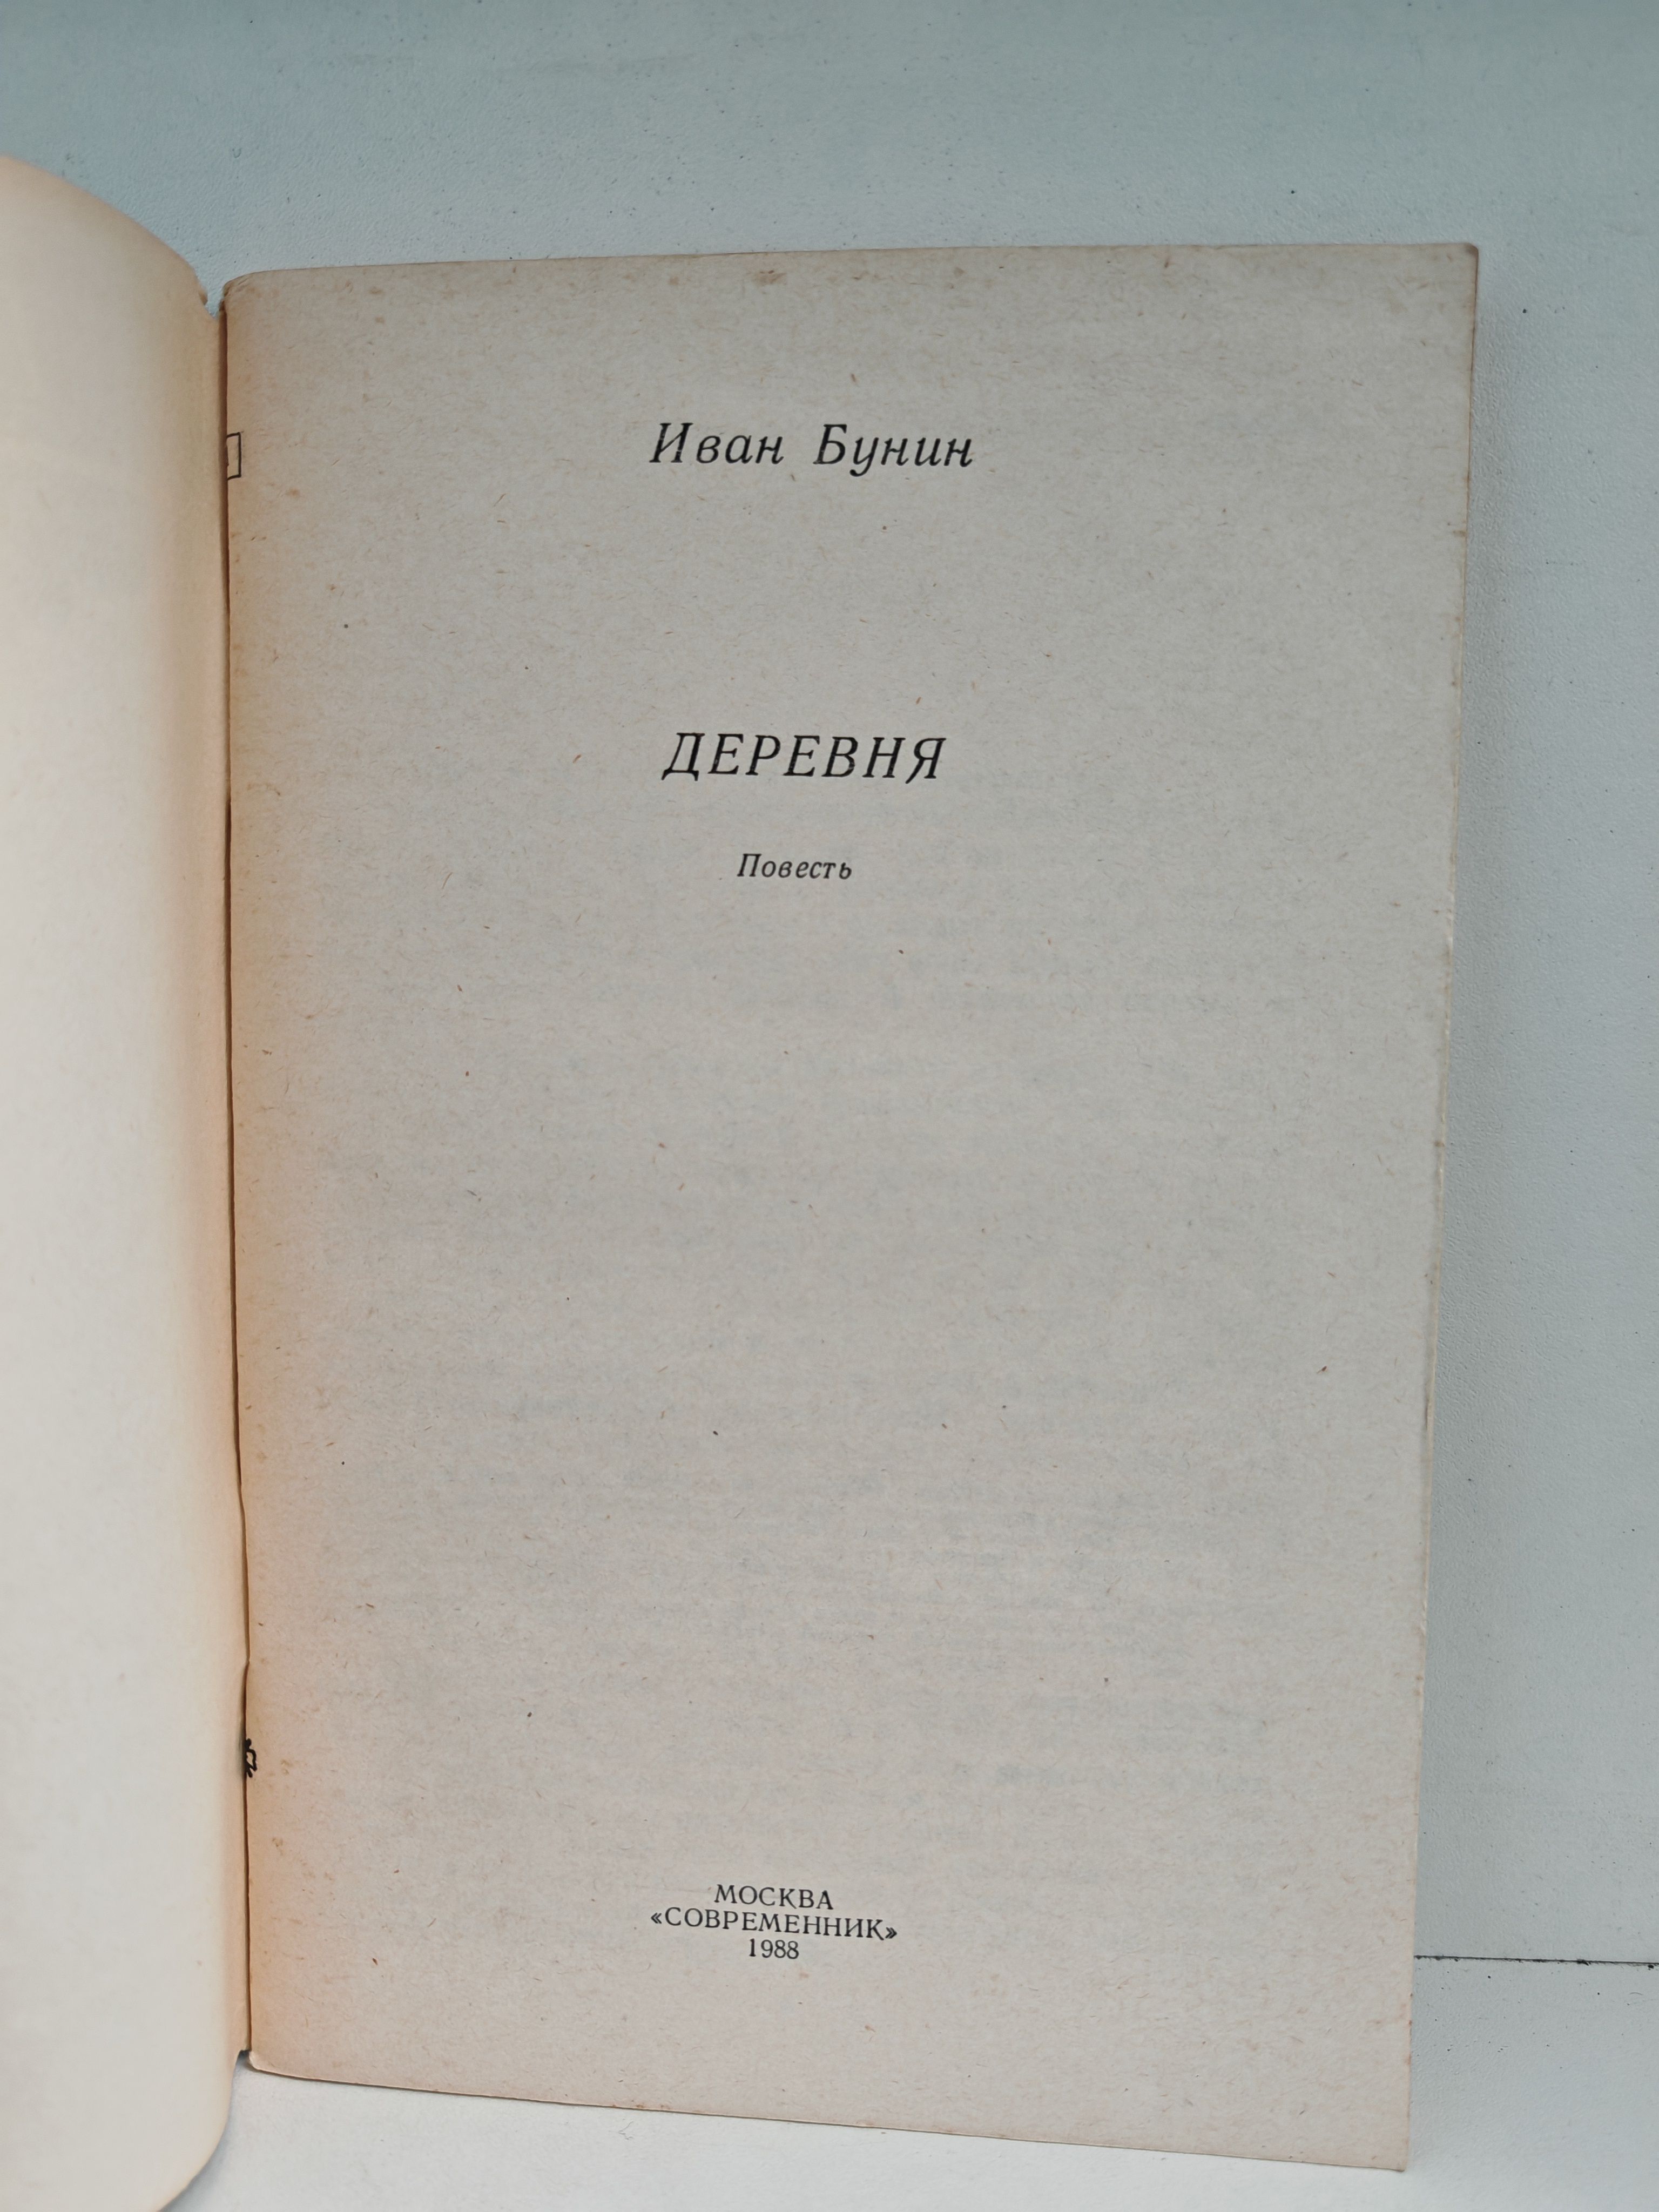 Иван Бунин
ДЕРЕВНЯ
Повесть
МОСКВА
«СОВРЕМЕННИК»
1988